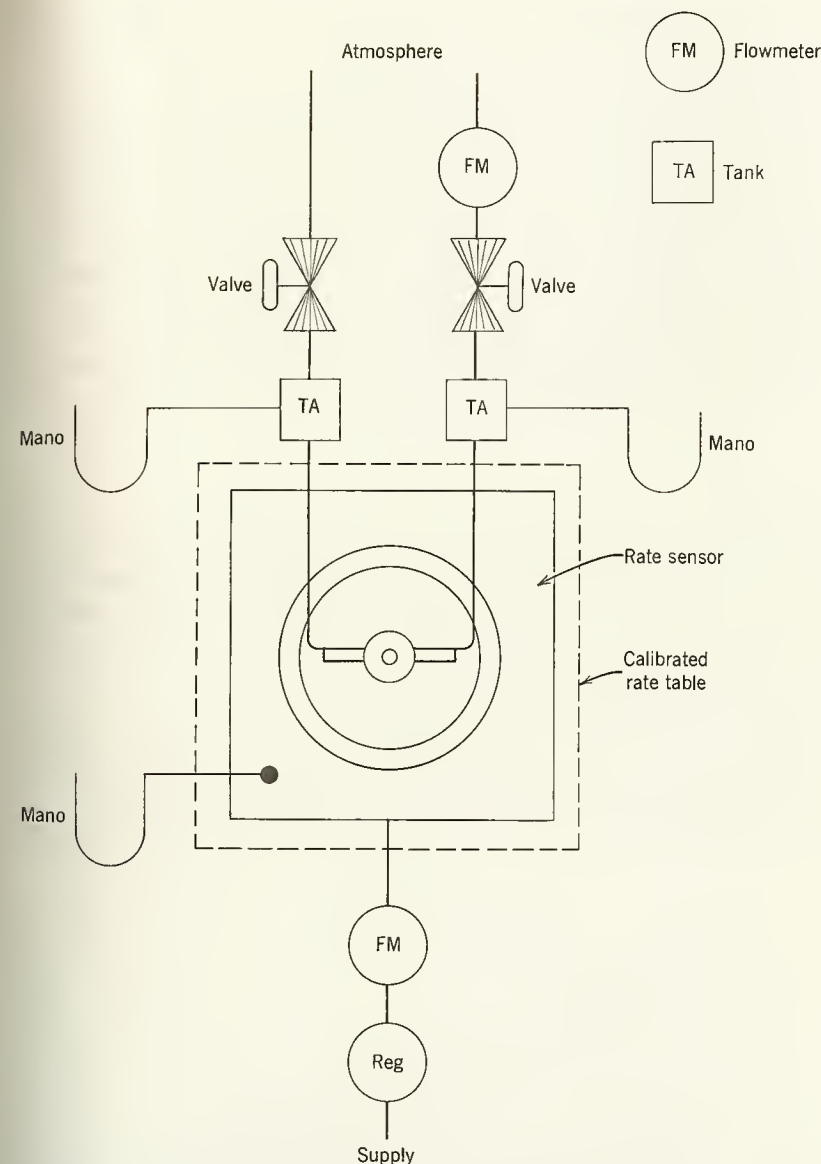 Atmosphere
FM Flowmeter
FM
TA Tank
Valve
Valve
TA
TA
Mano
Mano
Rate sensor
Calibrated
rate table
Mano
FM
Reg
Supply